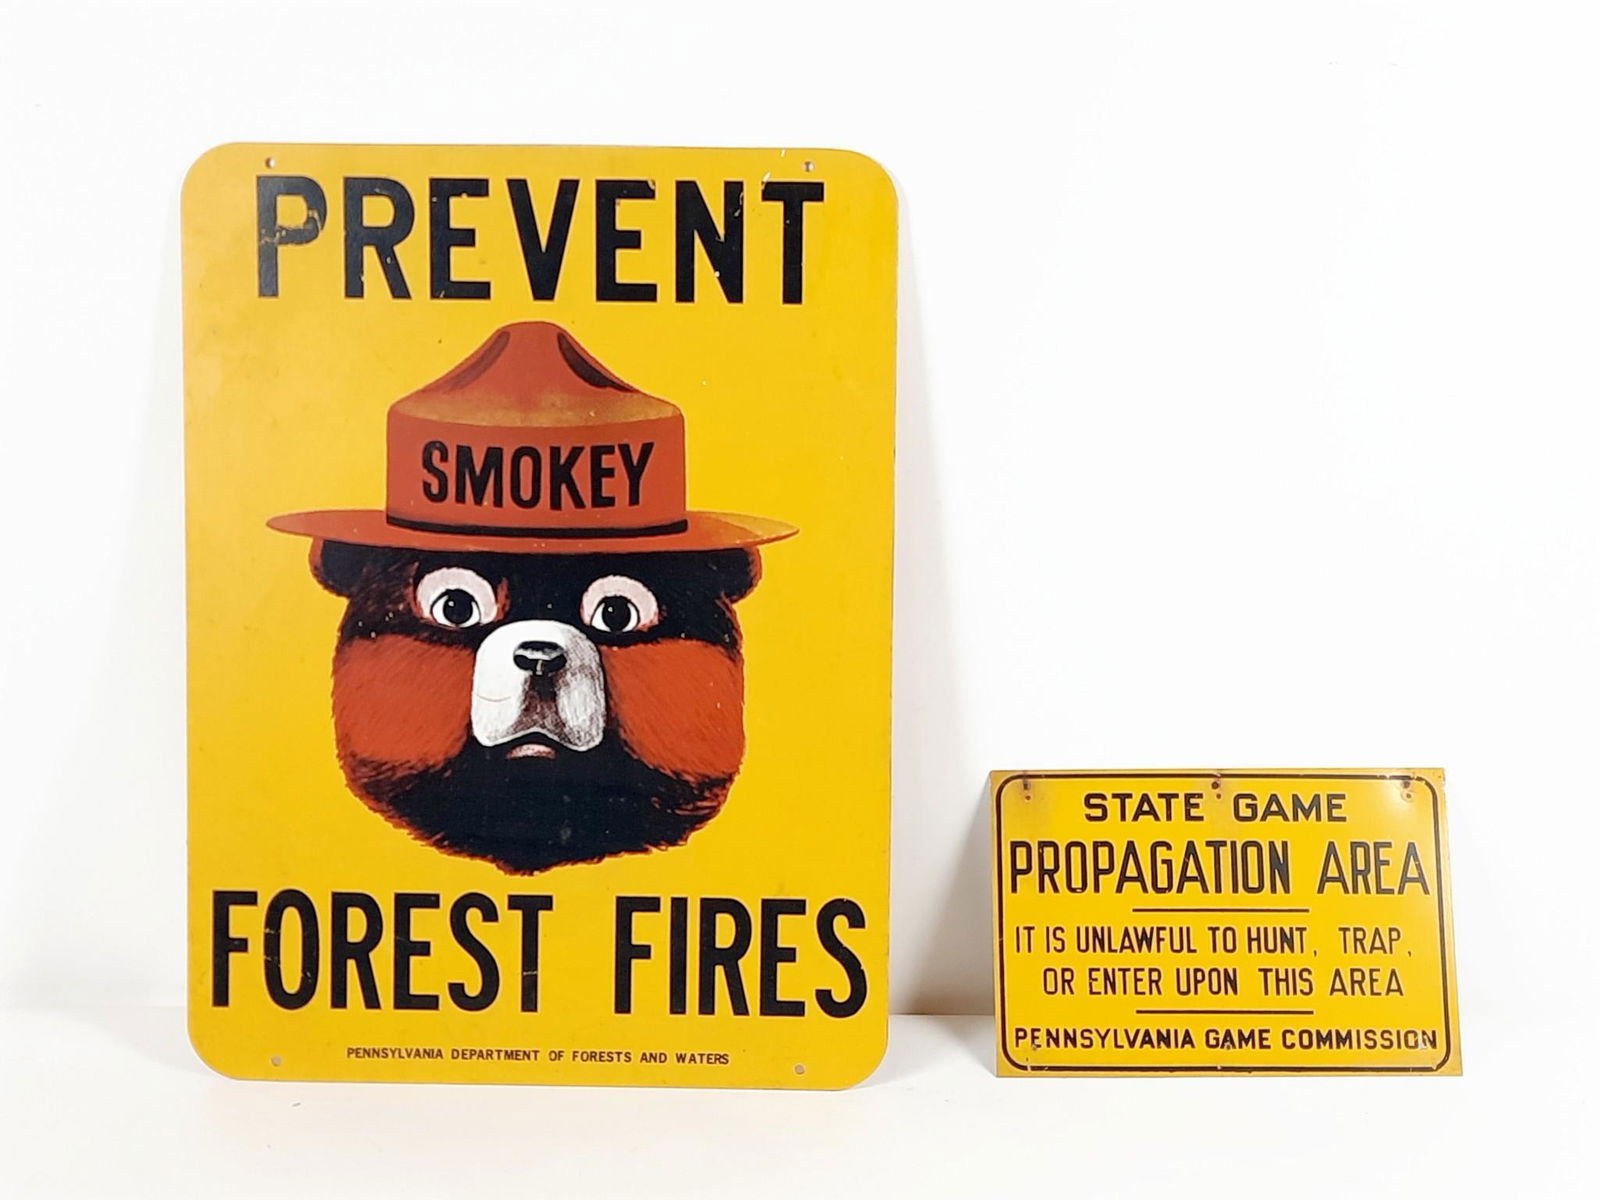 PREVENT
SMOKEY
FOREST FIRES
PENNSYLVANIA DEPARTMENT OF FORESTS AND WATERS
STATE GAME
PROPAGATION AREA
IT IS UNLAWFUL TO HUNT, TRAP,
OR ENTER UPON THIS AREA
PENNSYLVANIA GAME COMMISSION